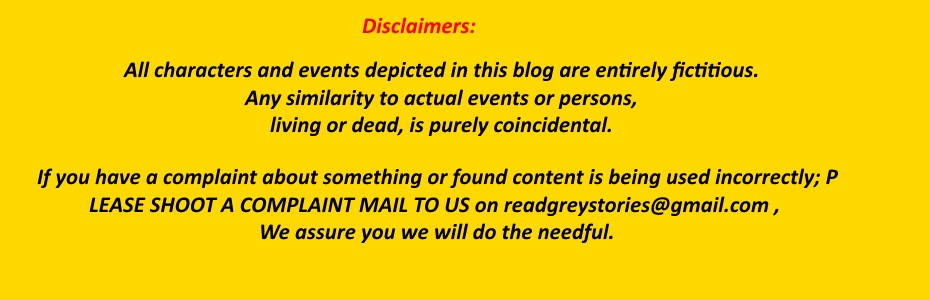 Disclaimers:
All characters and events depicted in this blog are entirely fictitious.
Any similarity to actual events or persons,
living or dead, is purely coincidental.
If you have a complaint about something or found content is being used incorrectly; P
LEASE SHOOT A COMPLAINT MAIL TO US on readgreystories@gmail.com ,
We assure you we will do the needful.